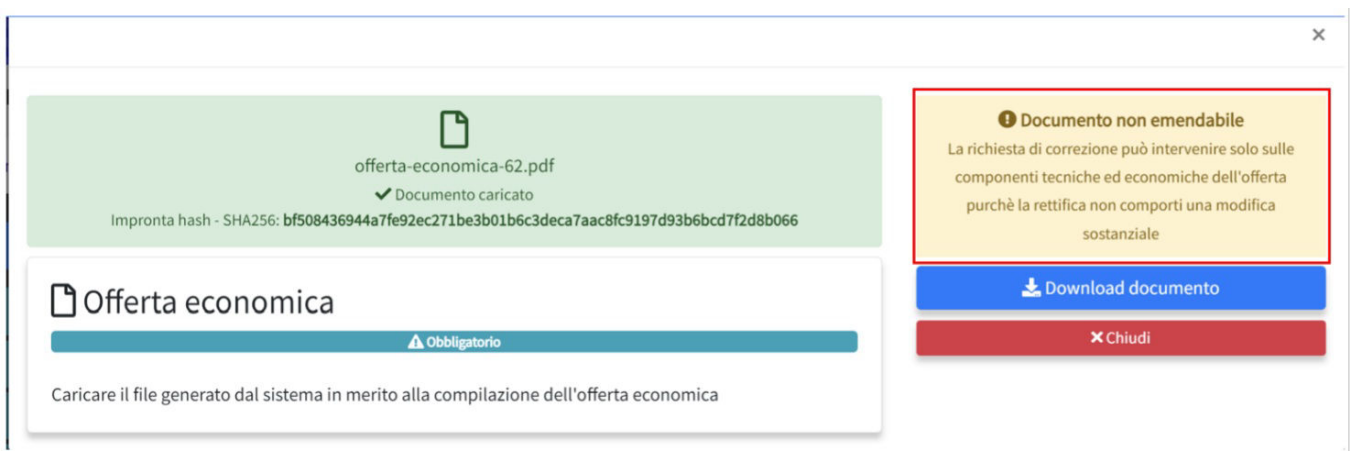 ×
offerta-economica-62.pdf
Documento caricato
Impronta hash - SHA256: bf508436944a7fe92ec271be3b01b6c3deca7aac8fc9197d93b6bcd7f2d8b066
Offerta economica
Obbligatorio
Caricare il file generato dal sistema in merito alla compilazione dell'offerta economica
Documento non emendabile
La richiesta di correzione può intervenire solo sulle
componenti tecniche ed economiche dell'offerta
purchè la rettifica non comporti una modifica
sostanziale
Download documento
Chiudi